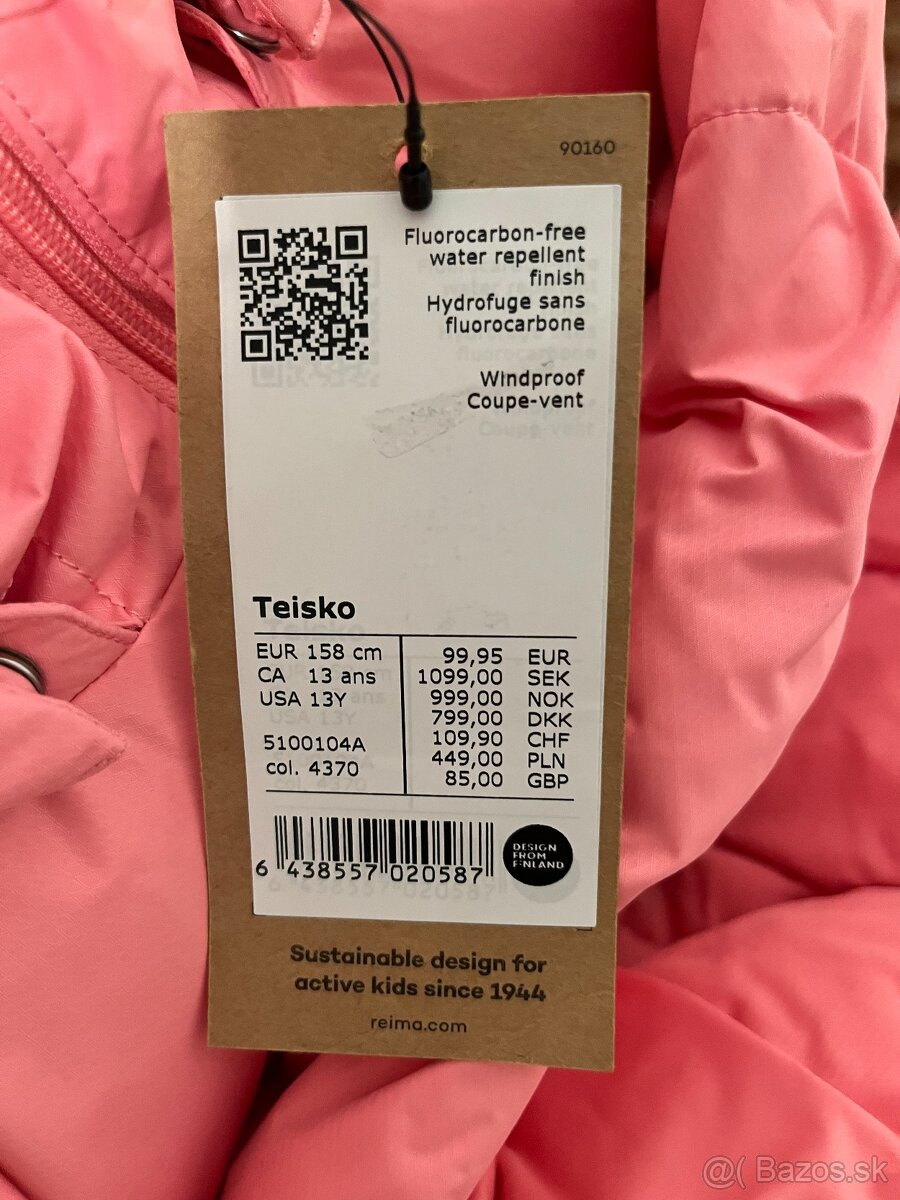 90160
Fluorocarbon-free
water repellent
finish
Hydrofuge sans
fluorocarbone
Windproof
Coupe-vent
Teisko
EUR 158 cm
CA 13 ans
USA 13Y
5100104A
col. 4370
99,95 EUR
1099,00 SEK
999,00 NOK
799,00 DKK
109,90 CHF
449,00 PLN
85,00 GBP
6 438557 020587
DESIGN
FROM
FINLAND
Sustainable design for
active kids since 1944
reima.com
@( Bazos.sk